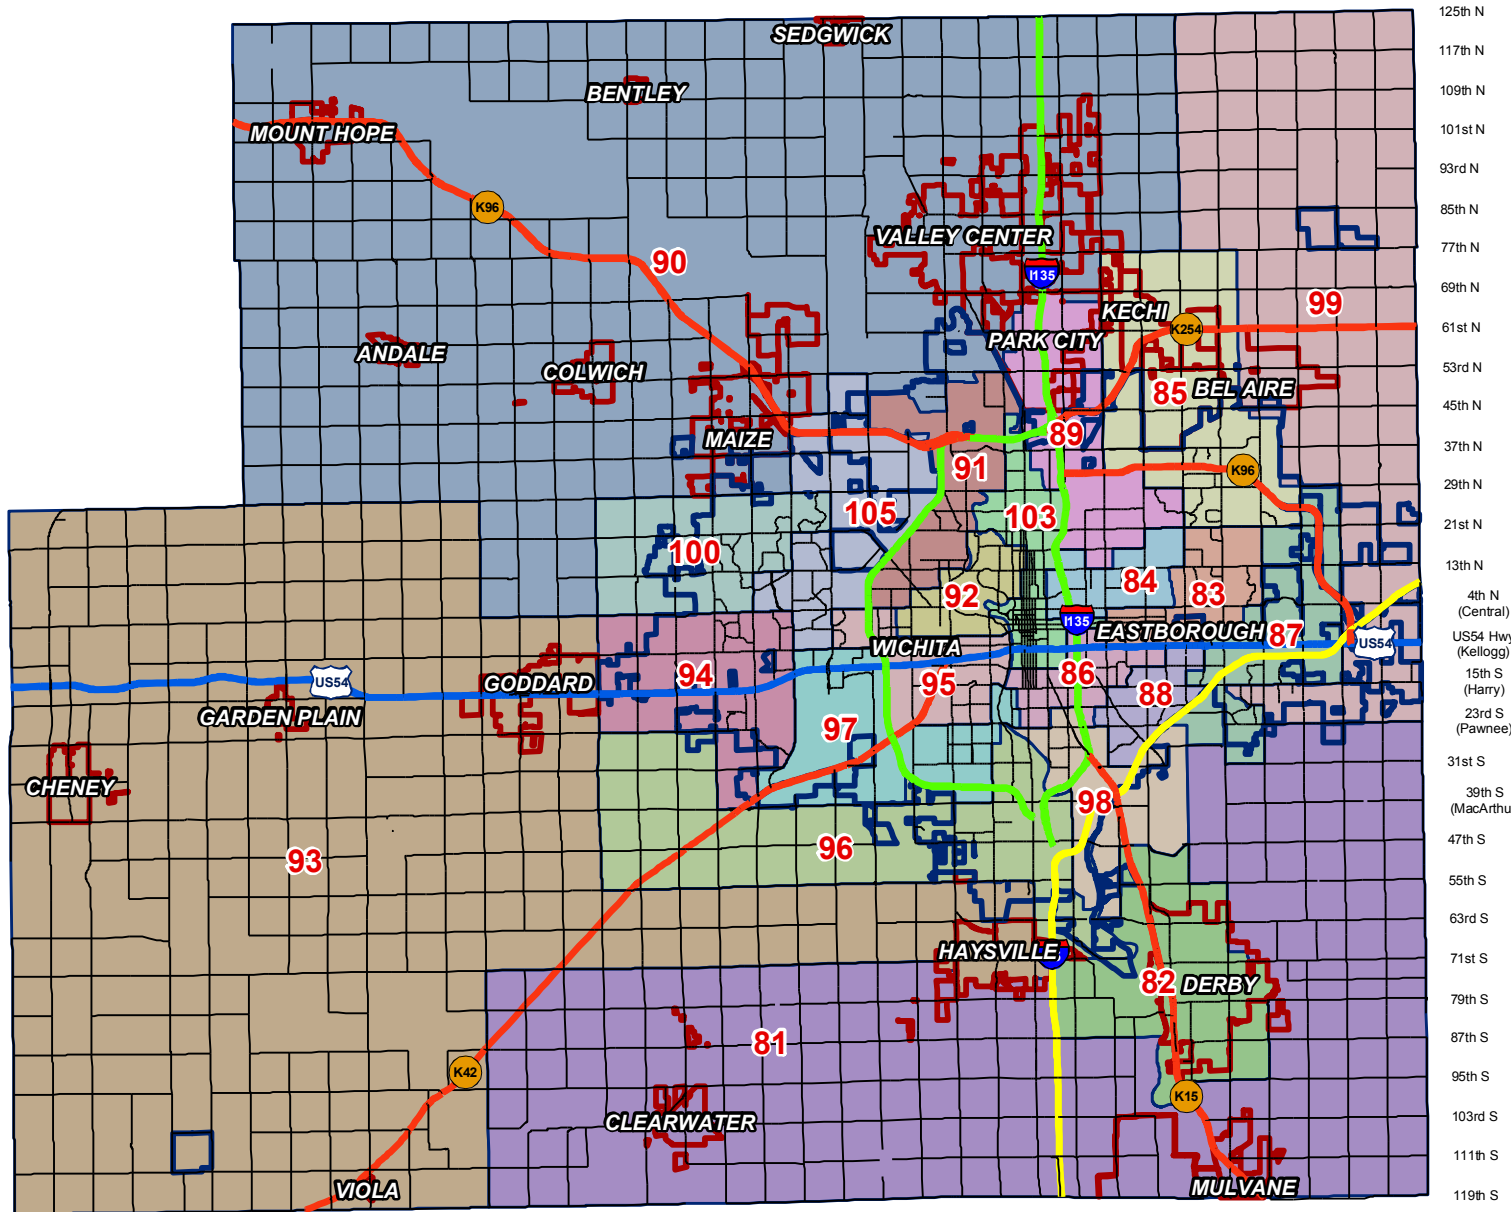 125th N
SEDGWICK
117th N
BENTLEY
109th N
MOUNT HOPE
101st N
93rd N
K96
85th N
VALLEY CENTER
77th N
90
I135
69th N
99
KECHI
K254
61st N
PARK CITY
ANDALE
COLWICH
53rd N
85
BEL AIRE
45th N
MAIZE
89
37th N
91
K96
29th N
105
103
21st N
100
13th N
84
92
83
4th N
(Central)
I135
EASTBOROUGH
87
US54 Hwy
(Kellogg)
WICHITA
US54
94
86
15th S
(Harry)
US54
GODDARD
95
88
GARDEN PLAIN
97
23rd S
(Pawnee)
31st S
CHENEY
98
39th S
(MacArthu
47th S
96
93
55th S
63rd S
HAYSVILLE
71st S
82
DERBY
79th S
87th S
81
K42
95th S
K15
103rd S
CLEARWATER
111th S
VIOLA
MULVANE
119th S